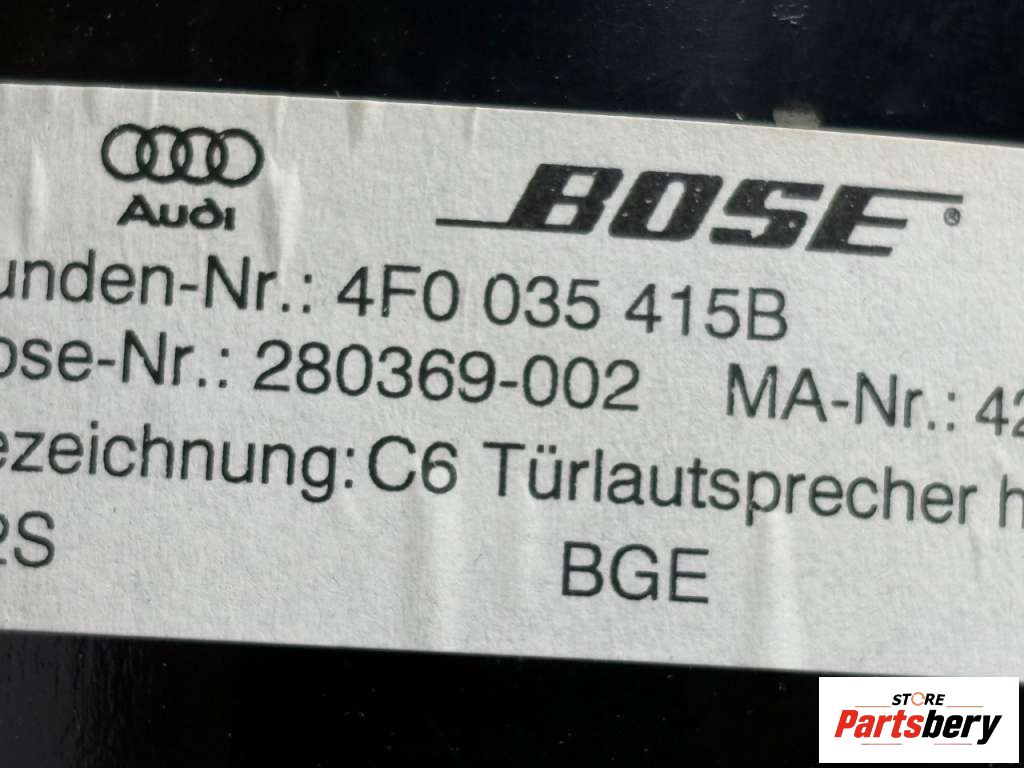 Audi
BOSE®
unden-Nr.: 4F0 035 415B
ose-Nr.: 280369-002 MA-Nr.: 42
ezeichnung: C6 Türlautsprecher h
2S BGE
STORE
Partsbery